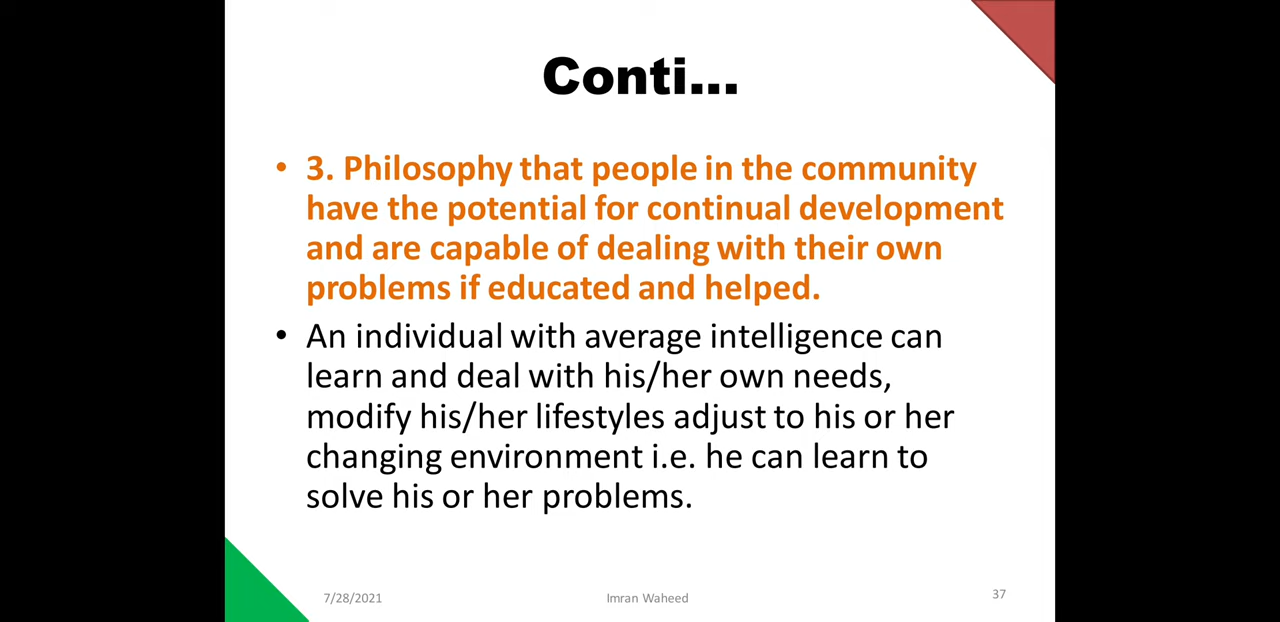 Conti...
• 3. Philosophy that people in the community
have the potential for continual development
and are capable of dealing with their own
problems if educated and helped.
• An individual with average intelligence can
learn and deal with his/her own needs,
modify his/her lifestyles adjust to his or her
changing environment i.e. he can learn to
solve his or her problems.
7/28/2021
Imran Waheed
37